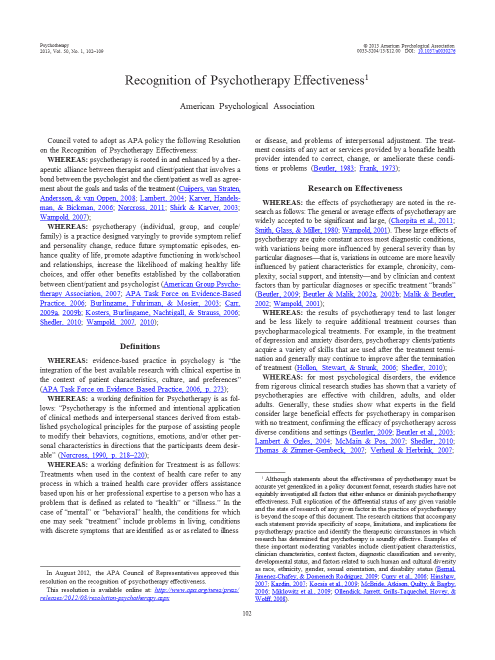 Psychotherapy
2013, Vol. 50, No. 1, 102–109
© 2013 American Psychological Association
0033-3204/13/$12.00 DOI: 10.1037/a0030276
Recognition of Psychotherapy Effectiveness1
American Psychological Association
Council voted to adopt as APA policy the following Resolution
on the Recognition of Psychotherapy Effectiveness:
WHEREAS: psychotherapy is rooted in and enhanced by a ther-
apeutic alliance between therapist and client/patient that involves a
bond between the psychologist and the client/patient as well as agree-
ment about the goals and tasks of the treatment (Cuijpers, van Straten,
Andersson, & van Oppen, 2008; Lambert, 2004; Karver, Handels-
man, & Bickman, 2006; Norcross, 2011; Shirk & Karver, 2003;
Wampold, 2007);
WHEREAS: psychotherapy (individual, group, and couple/
family) is a practice designed varyingly to provide symptom relief
and personality change, reduce future symptomatic episodes, en-
hance quality of life, promote adaptive functioning in work/school
and relationships, increase the likelihood of making healthy life
choices, and offer other benefits established by the collaboration
between client/patient and psychologist (American Group Psycho-
therapy Association, 2007; APA Task Force on Evidence-Based
Practice, 2006; Burlingame, Fuhriman, & Mosier, 2003; Carr,
2009a, 2009b; Kosters, Burlingame, Nachtigall, & Strauss, 2006;
Shedler, 2010; Wampold, 2007, 2010);
Definitions
WHEREAS: evidence-based practice in psychology is “the
integration of the best available research with clinical expertise in
the context of patient characteristics, culture, and preferences”
(APA Task Force on Evidence Based Practice, 2006, p. 273);
WHEREAS: a working definition for Psychotherapy is as fol-
lows: “Psychotherapy is the informed and intentional application
of clinical methods and interpersonal stances derived from estab-
lished psychological principles for the purpose of assisting people
to modify their behaviors, cognitions, emotions, and/or other per-
sonal characteristics in directions that the participants deem desir-
able” (Norcross, 1990, p. 218–220);
WHEREAS: a working definition for Treatment is as follows:
Treatments when used in the context of health care refer to any
process in which a trained health care provider offers assistance
based upon his or her professional expertise to a person who has a
problem that is defined as related to “health” or “illness.” In the
case of “mental” or “behavioral” health, the conditions for which
one may seek “treatment” include problems in living, conditions
with discrete symptoms that are identified as or as related to illness
In August 2012, the APA Council of Representatives approved this
resolution on the recognition of psychotherapy effectiveness.
This resolution is available online at: http://www.apa.org/news/press/
releases/2012/08/resolution-psychotherapy.aspx
or disease, and problems of interpersonal adjustment. The treat-
ment consists of any act or services provided by a bonafide health
provider intended to correct, change, or ameliorate these condi-
tions or problems (Beutler, 1983; Frank, 1973);
Research on Effectiveness
WHEREAS: the effects of psychotherapy are noted in the re-
search as follows: The general or average effects of psychotherapy are
widely accepted to be significant and large, (Chorpita et al., 2011;
Smith, Glass, & Miller, 1980; Wampold, 2001). These large effects of
psychotherapy are quite constant across most diagnostic conditions,
with variations being more influenced by general severity than by
particular diagnoses—that is, variations in outcome are more heavily
influenced by patient characteristics for example, chronicity, com-
plexity, social support, and intensity—and by clinician and context
factors than by particular diagnoses or specific treatment “brands”
(Beutler, 2009; Beutler & Malik, 2002a, 2002b; Malik & Beutler,
2002; Wampold, 2001);
WHEREAS: the results of psychotherapy tend to last longer
and be less likely to require additional treatment courses than
psychopharmacological treatments. For example, in the treatment
of depression and anxiety disorders, psychotherapy clients/patients
acquire a variety of skills that are used after the treatment termi-
nation and generally may continue to improve after the termination
of treatment (Hollon, Stewart, & Strunk, 2006; Shedler, 2010);
WHEREAS: for most psychological disorders, the evidence
from rigorous clinical research studies has shown that a variety of
psychotherapies are effective with children, adults, and older
adults. Generally, these studies show what experts in the field
consider large beneficial effects for psychotherapy in comparison
with no treatment, confirming the efficacy of psychotherapy across
diverse conditions and settings (Beutler, 2009; Beutler et al., 2003;
Lambert & Ogles, 2004; McMain & Pos, 2007; Shedler, 2010;
Thomas & Zimmer-Gembeck, 2007; Verheul & Herbrink, 2007;
1 Although statements about the effectiveness of psychotherapy must be
accurate yet generalized in a policy document format, research studies have not
equitably investigated all factors that either enhance or diminish psychotherapy
effectiveness. Full explication of the differential status of any given variable
and the state of research of any given factor in the practice of psychotherapy
is beyond the scope of this document. The research citations that accompany
each statement provide specificity of scope, limitations, and implications for
psychotherapy practice and identify the therapeutic circumstances in which
research has determined that psychotherapy is soundly effective. Examples of
these important moderating variables include client/patient characteristics,
clinician characteristics, context factors, diagnostic classification and severity,
developmental status, and factors related to such human and cultural diversity
as race, ethnicity, gender, sexual orientation, and disability status (Bernal,
Jimenez-Chafey, & Domenech Rodriguez, 2009; Curry et al., 2006; Hinshaw,
2007; Kazdin, 2007; Kocsis et al., 2009; McBride, Atkison, Quilty, & Bagby,
2006; Miklowitz et al., 2009; Ollendick, Jarrett, Grills-Taquechel, Hovey, &
Wolff, 2008).
102